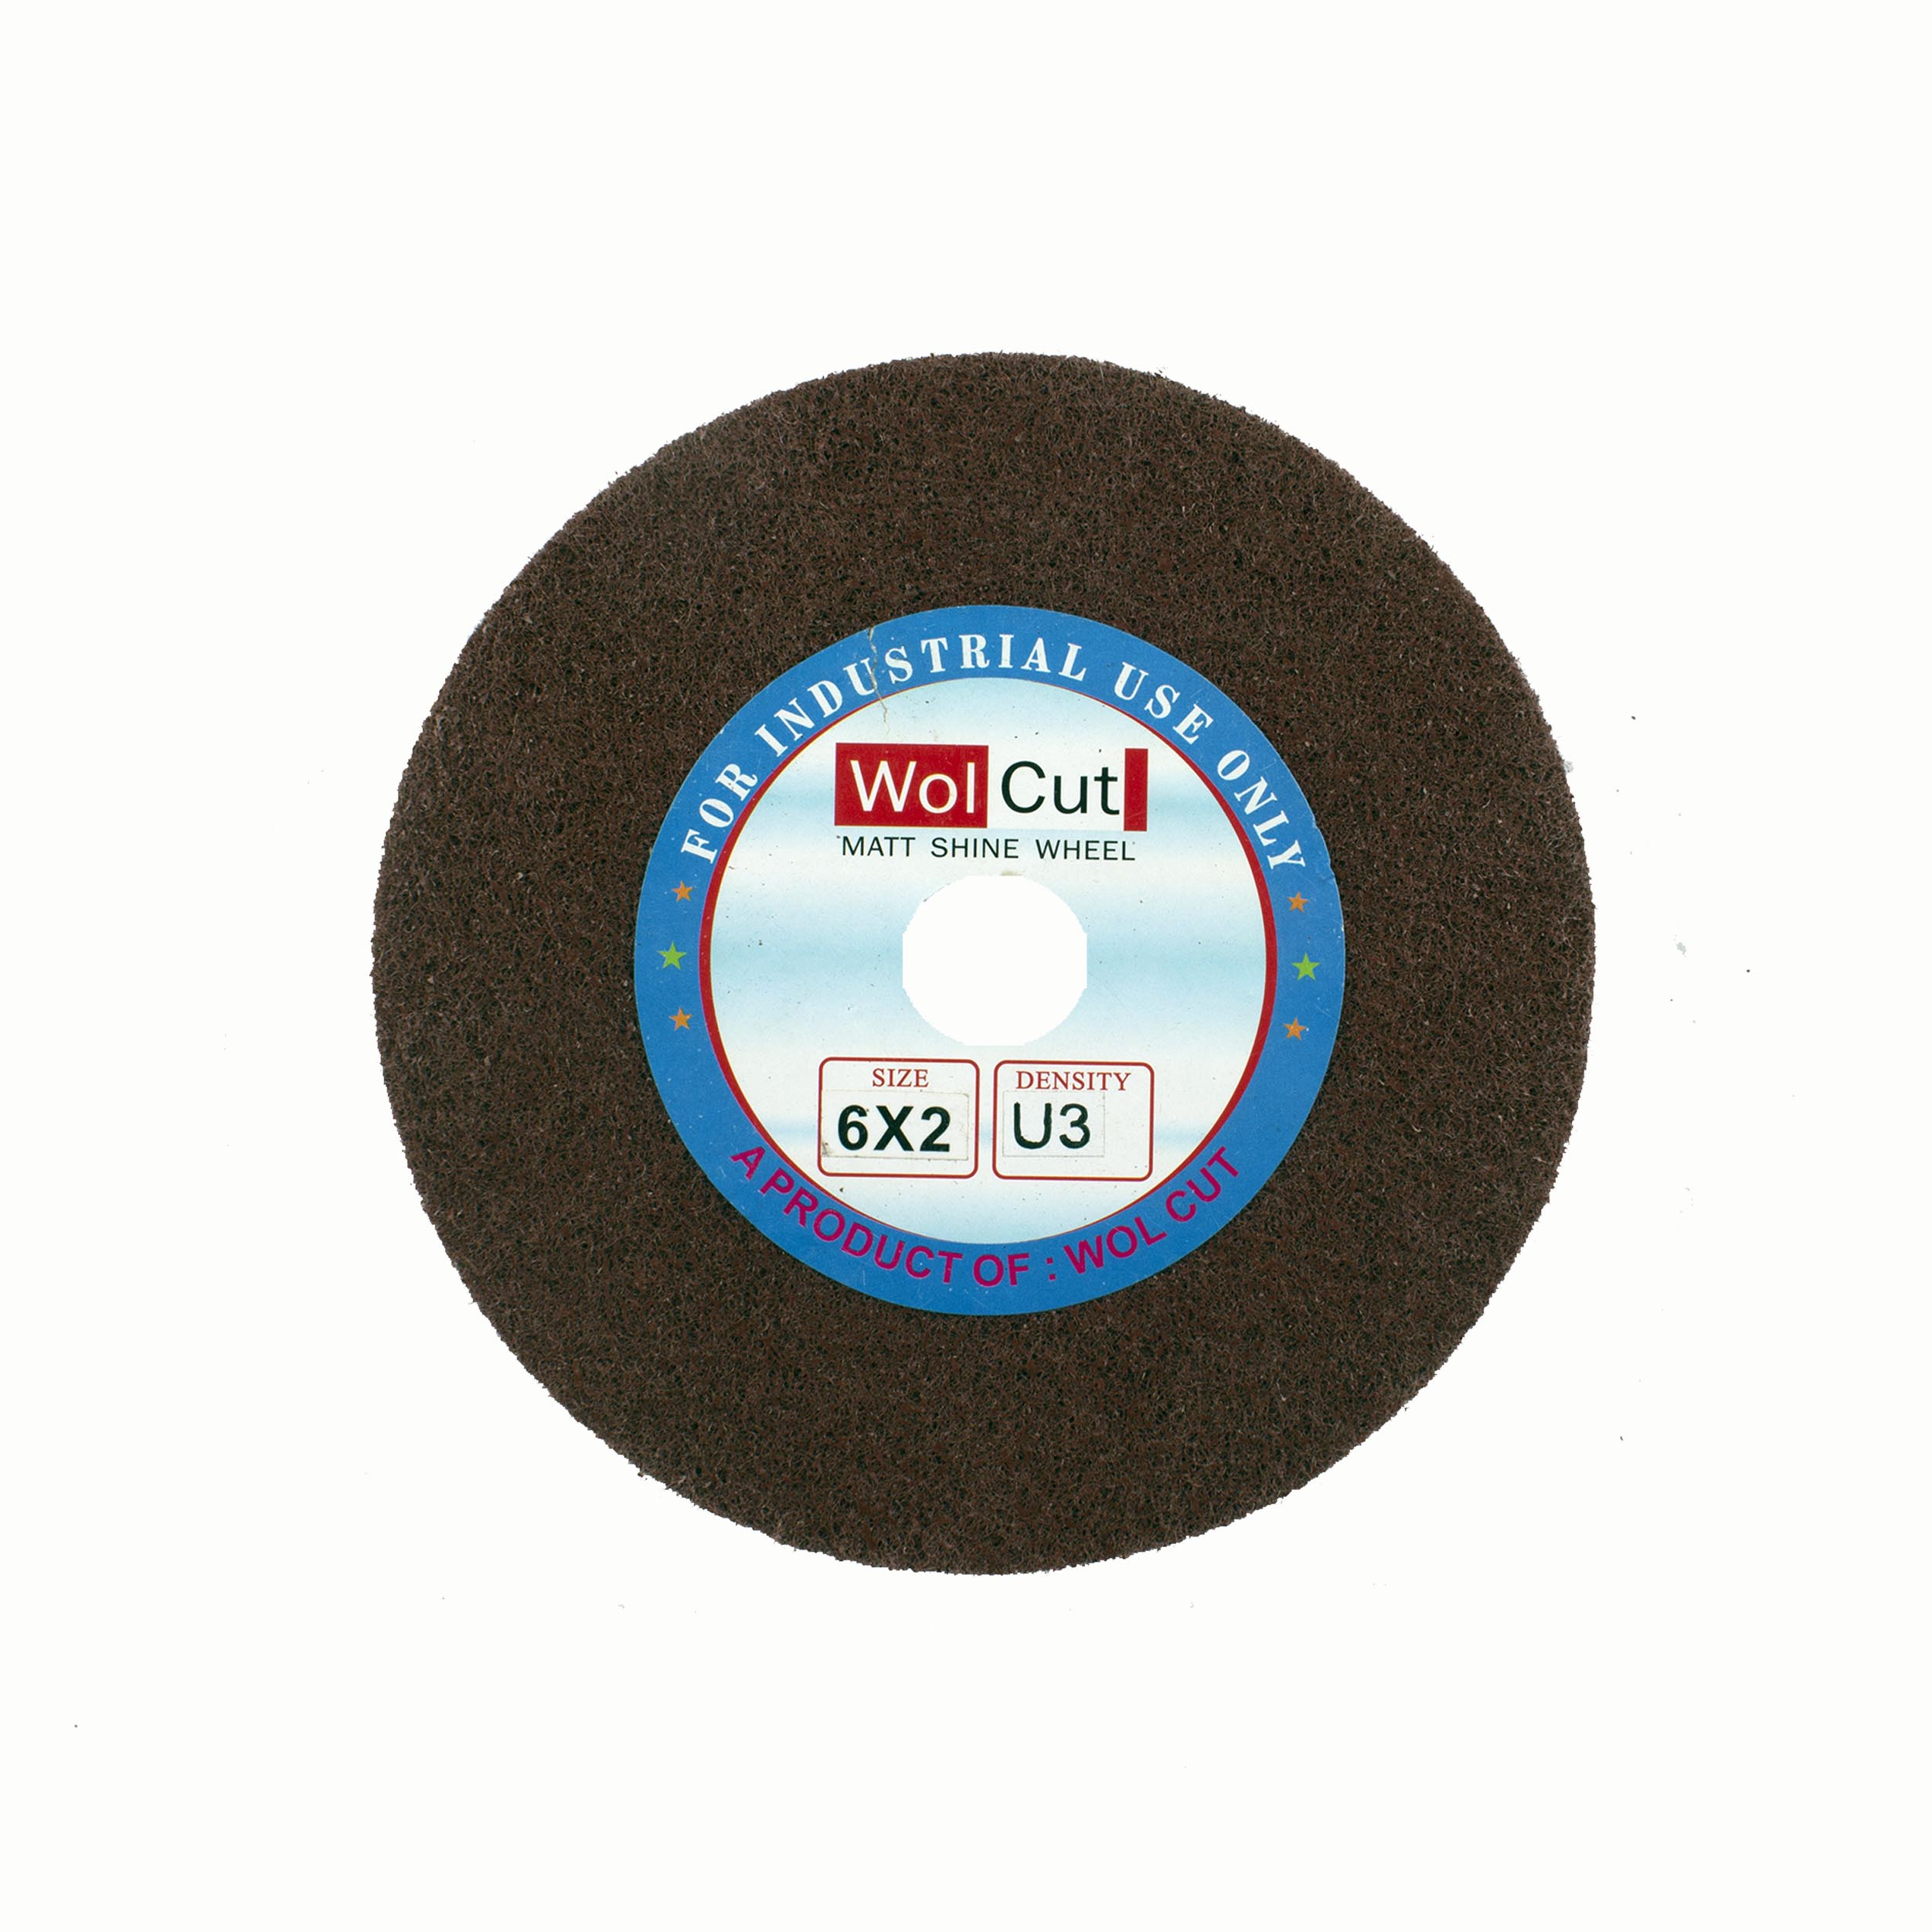 FOR INDUSTRIAL USE ONLY
Wol Cut
MATT SHINE WHEEL
SIZE
6X2
DENSITY
U3
A PRODUCT OF : WOL CUT